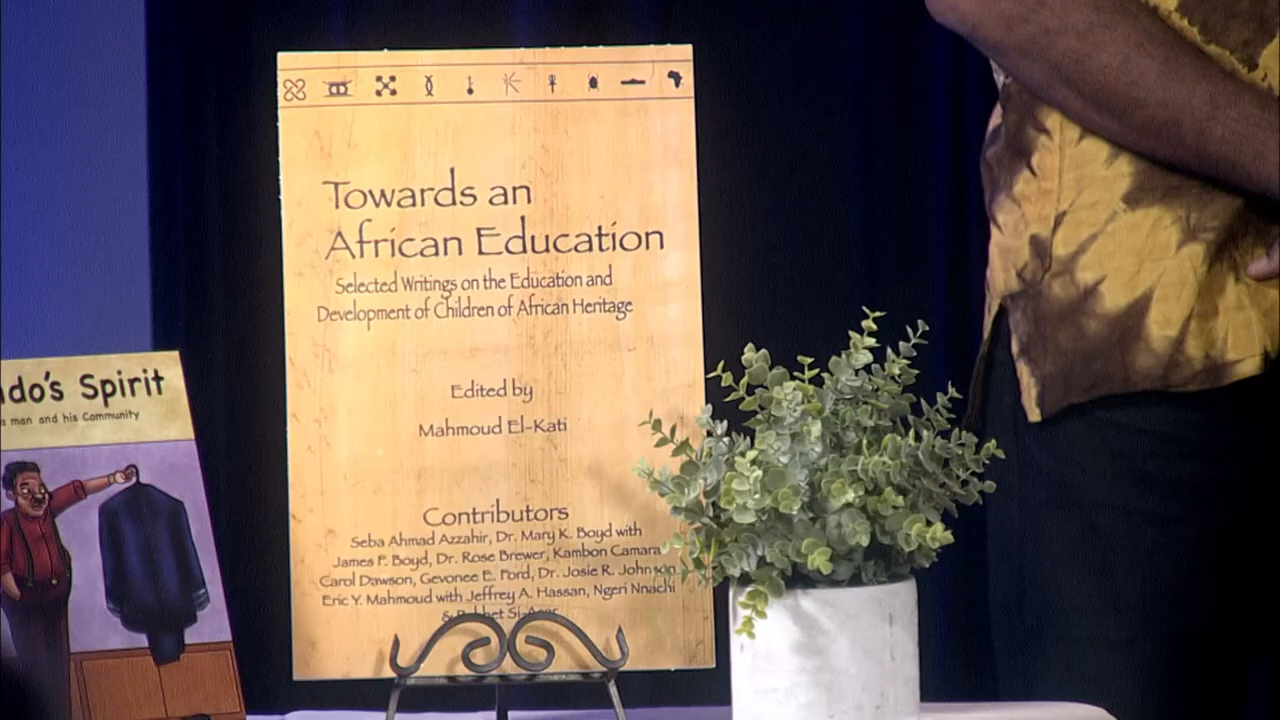 Towards an
African Education
Selected Writings on the Education and
Development of Children of African Heritage
Edited by
Mahmoud El-Kati
Contributors
Seba Ahmad Azzahir, Dr. Mary K. Boyd with
James F. Boyd, Dr. Rose Brewer, Kambon Camara
Carol Dawson, Gevonee E. Ford, Dr. Josie R. Johnson
Eric Y. Mahmoud with Jeffrey A. Hassan, Ngeri Nnachi
&
Spirit
man and his Community